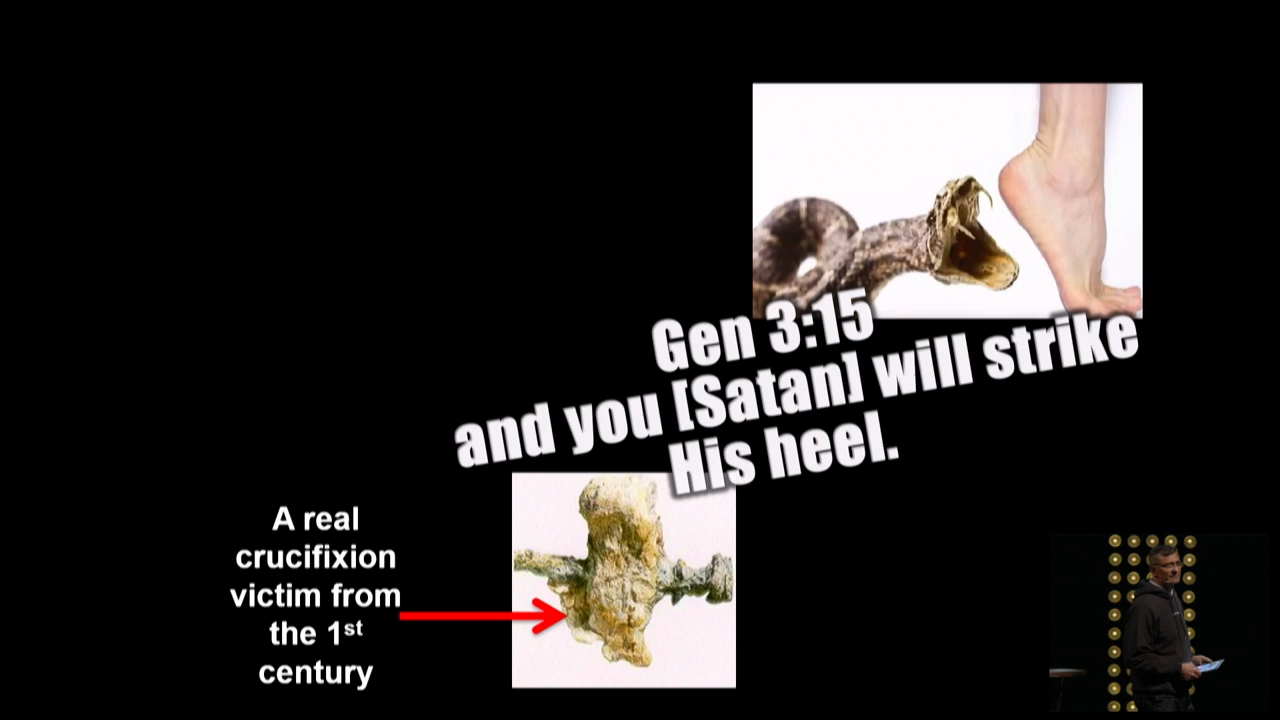 Gen 3:15
and you [Satan] will strike
His heel.
A real
crucifixion
victim from
the 1st
century